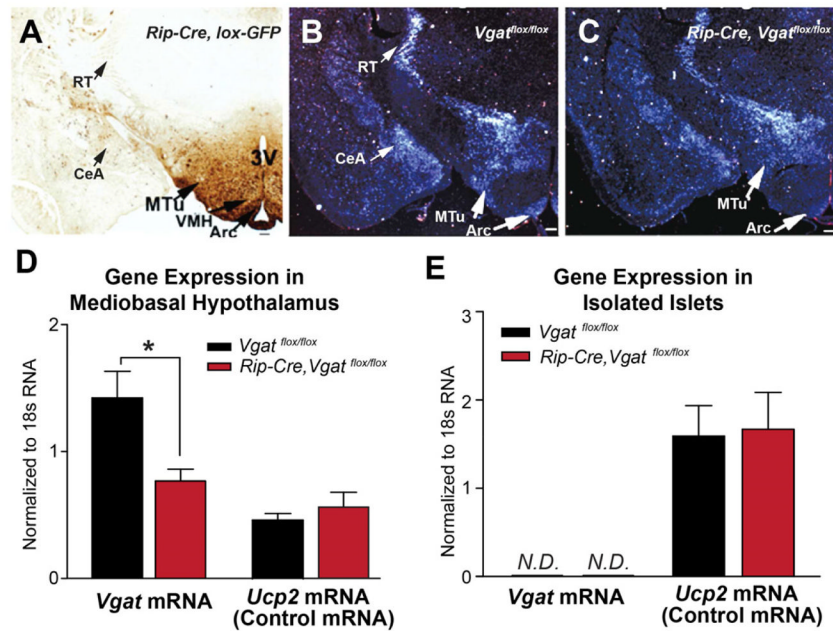 A
Rip-Cre, lox-GFP
RT
CeA
3V
MTu
VMH
Arc
B
Vgat flox/flox
RT
CeA
MTu
Arc
C
Rip-Cre, Vgat flox/flox
MTu
Arc
D
Gene Expression in
Mediobasal Hypothalamus
Normalized to 18s RNA
2
1
0
*
Vgat flox/flox
Rip-Cre,Vgat flox/flox
Vgat mRNA
Ucp2 mRNA
(Control mRNA)
E
Gene Expression in
Isolated Islets
Normalized to 18s RNA
3
2
1
0
Vgat flox/flox
Rip-Cre,Vgat flox/flox
N.D. N.D.
Vgat mRNA
Ucp2 mRNA
(Control mRNA)